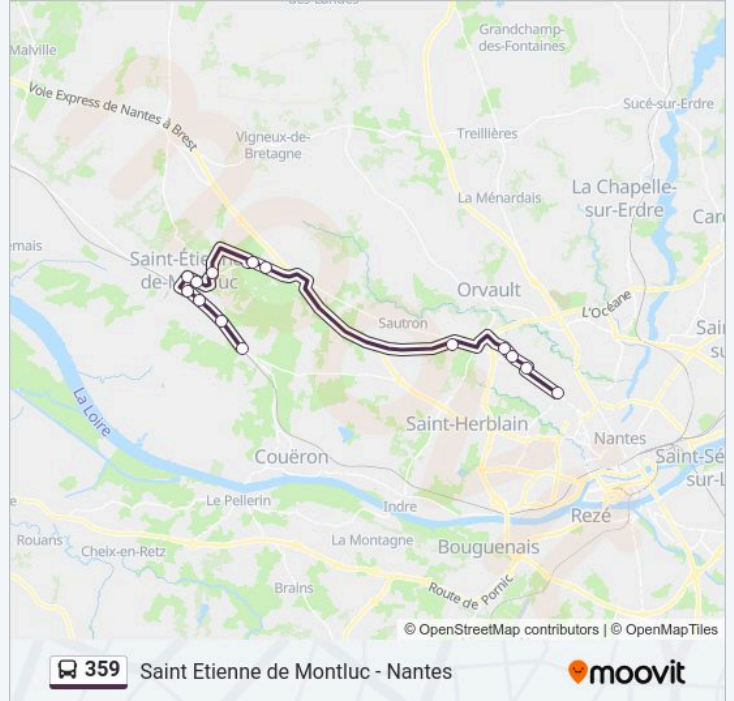 Grandchamp-
des-Fontaines
Malville
Voie Express de Nantes à Brest
Sucé-sur-Erdre
Vigneux-de-
Bretagne
Treillières
La Chapelle-
sur-Erdre
La Ménardais
Saint-Étienne
de-Montluc
Orvault
L'Océane
Sautron
La Loire
Saint-Herblain
Nantes
Couëron
Le Pellerin
Indre
Rezé
Rouans
Cheix-en-Retz
La Montagne
Bouguenais
Brains
Route de Pornic
© OpenStreetMap contributors | © OpenMapTiles
359 Saint Etienne de Montluc - Nantes
moovit